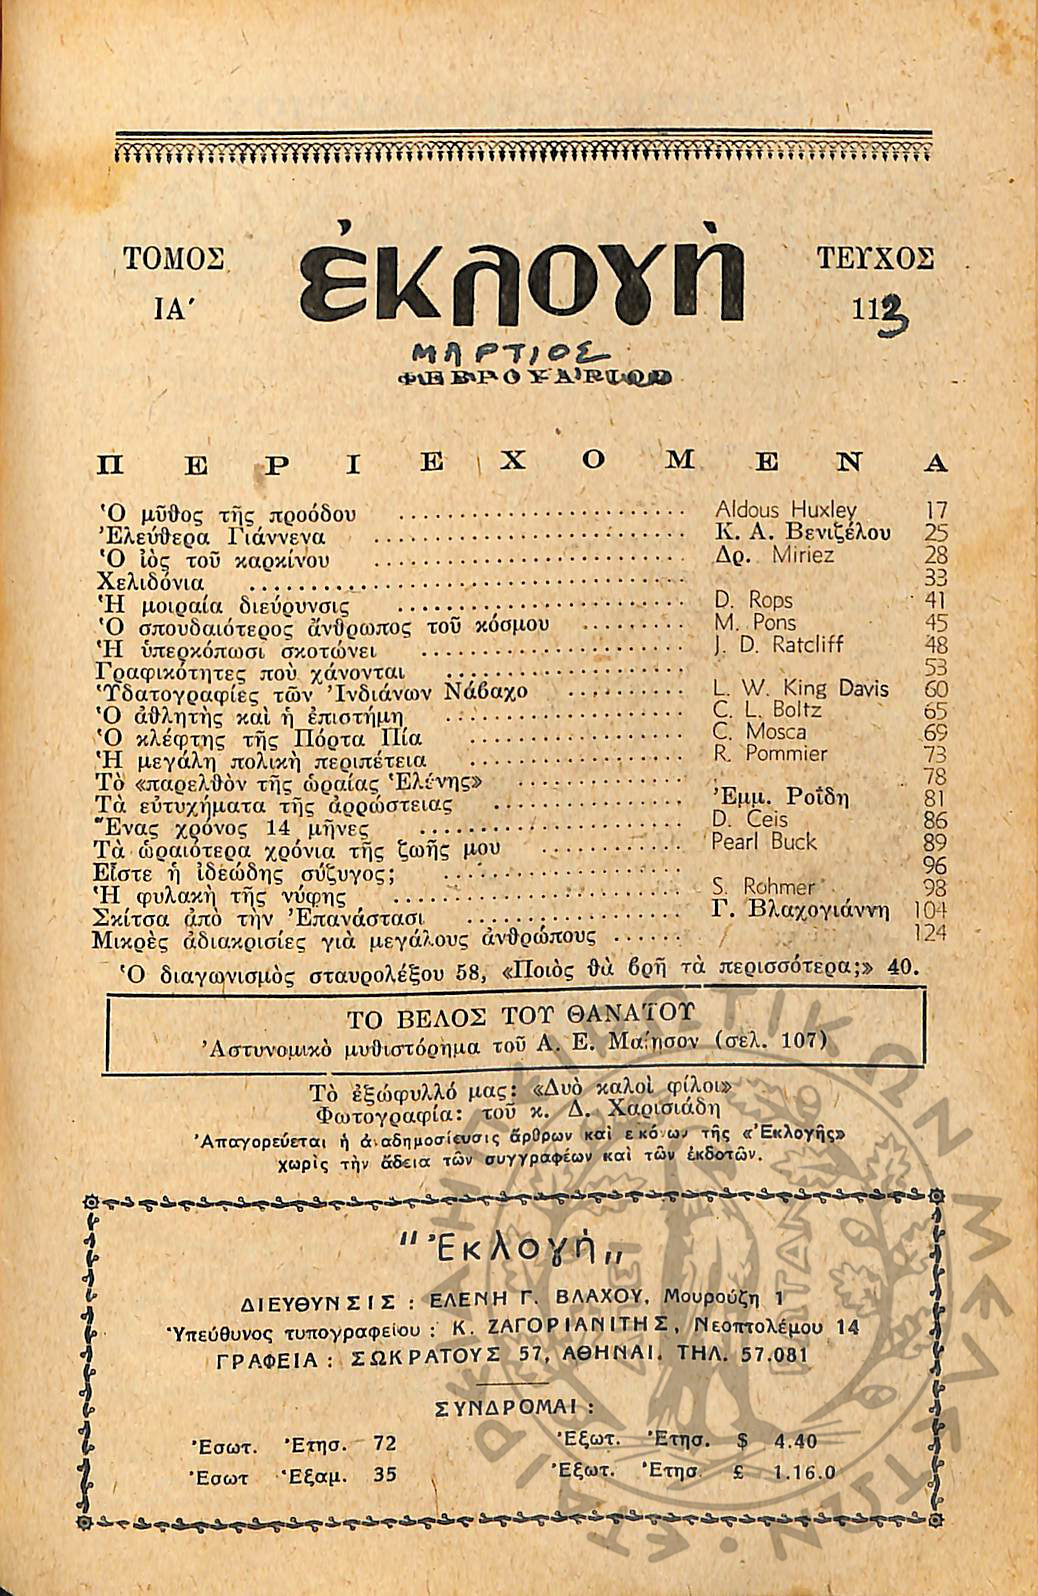 ΤΟΜΟΣ
ΙΑ΄
ἐκλογὴ
ΤΕΥΧΟΣ
113
ΜΑΡΤΙΟΣ
ΦΕΒΡΟΥΑΡΙΟΣ
ΠΕΡΙΕΧΟΜΕΝΑ
Ὁ μῦθος τῆς προόδου ........................ Aldous Huxley 17
Ἐλεύθερα Γιάννενα ........................ Κ. Α. Βενιζέλου 25
Ὁ ἰὸς τοῦ καρκίνου ........................ Δρ. Miriez 28
Χελιδόνια ........................ 33
Ἡ μοιραία διεύρυνσις ........................ D. Rops 41
Ὁ σπουδαιότερος ἄνθρωπος τοῦ κόσμου ......... M. Pons 45
Ἡ ὑπερκόπωσι σκοτώνει ........................ J. D. Ratcliff 48
Γραφικότητες ποὺ χάνονται ........................ 53
Ὑδατογραφίες τῶν Ἰνδιάνων Νάβαχο .......... L. W. King Davis 60
Ὁ ἀθλητὴς καὶ ἡ ἐπιστήμη ........................ C. L. Boltz 65
Ὁ κλέφτης τῆς Πόρτα Πία ........................ C. Mosca 69
Ἡ μεγάλη πολικὴ περιπέτεια ........................ R. Pommier 73
Τὸ «παρελθὸν τῆς ὡραίας Ἑλένης» ............... 78
Τὰ εὐτυχήματα τῆς ἀρρώστειας ................. Ἐμμ. Ροΐδη 81
Ἕνας χρόνος 14 μῆνες ........................ D. Ceis 86
Τὰ ὡραιότερα χρόνια τῆς ζωῆς μου ............. Pearl Buck 89
Εἶστε ἡ ἰδεώδης σύζυγος; ........................ 96
Ἡ φυλακὴ τῆς νύφης ........................ S. Rohmer 98
Σκίτσα ἀπὸ τὴν Ἐπανάστασι .................... Γ. Βλαχογιάννη 104
Μικρὲς ἀδιακρισίες γιὰ μεγάλους ἀνθρώπους ...... 124
Ὁ διαγωνισμὸς σταυρολέξου 58, «Ποιὸς θὰ βρῆ τὰ περισσότερα;» 40.
ΤΟ ΒΕΛΟΣ ΤΟΥ ΘΑΝΑΤΟΥ
Ἀστυνομικὸ μυθιστόρημα τοῦ Α. Ε. Μαίησον (σελ. 107)
Τὸ ἐξώφυλλό μας: «Δυὸ καλοὶ φίλοι»
Φωτογραφία: τοῦ κ. Δ. Χαρισιάδη
Ἀπαγορεύεται ἡ ἀναδημοσίευσις ἄρθρων καὶ εἰκόνων τῆς «Ἐκλογῆς»
χωρὶς τὴν ἄδεια τῶν συγγραφέων καὶ τῶν ἐκδοτῶν.
"Ἐκλογή„
ΔΙΕΥΘΥΝΣΙΣ : ΕΛΕΝΗ Γ. ΒΛΑΧΟΥ, Μουρούζη 1
Ὑπεύθυνος τυπογραφείου : Κ. ΖΑΓΟΡΙΑΝΙΤΗΣ, Νεοπτολέμου 14
ΓΡΑΦΕΙΑ : ΣΩΚΡΑΤΟΥΣ 57, ΑΘΗΝΑΙ. ΤΗΛ. 57.081
ΣΥΝΔΡΟΜΑΙ :
Ἐσωτ. Ἐτησ. 72
Ἐξωτ. Ἐτησ. $ 4.40
Ἐσωτ Ἑξαμ. 35
Ἐξωτ. Ἐτησ. £ 1.16.0
ΕΤΑΙΡΕΙΑ ΗΠΕΙΡΩΤΙΚΩΝ ΜΕΛΕΤΩΝ